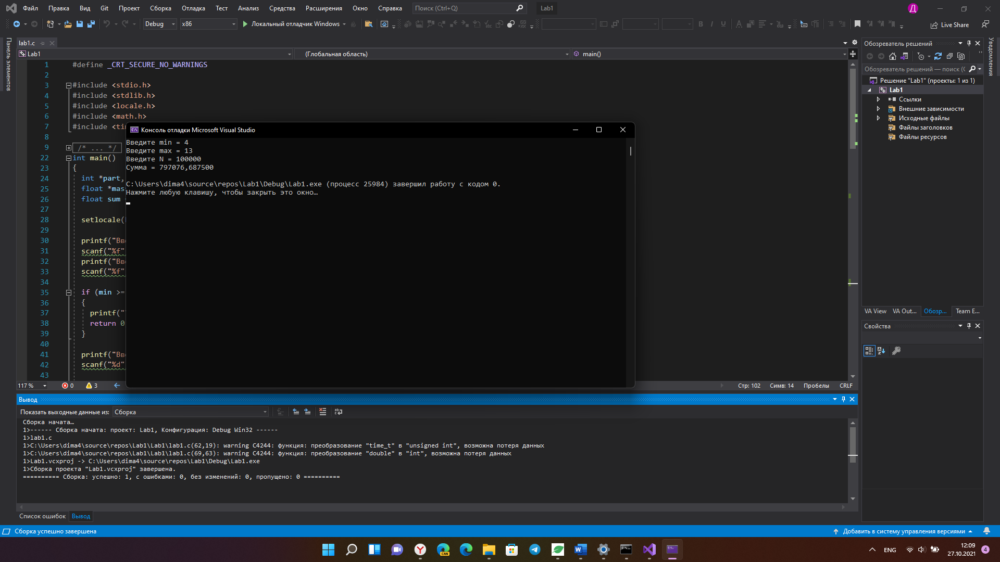 Файл Правка Вид Git Проект Сборка Отладка Тест Анализ Средства Расширения Окно Справка Поиск (Ctrl+Q) Lab1 Д
Debug x86 Локальный отладчик Windows Live Share
Панель элементов
lab1.c
Lab1 (Глобальная область) main()
1 #define _CRT_SECURE_NO_WARNINGS
2
3 #include <stdio.h>
4 #include <stdlib.h>
5 #include <locale.h>
6 #include <math.h>
7 #include <ti
8
9 /* ... */
22 int main()
23 {
24 int *part,
25 float *mas
26 float sum
27
28 setlocale(
29
30 printf("Вв
31 scanf("%f"
32 printf("Вв
33 scanf("%f"
34
35 if (min >=
36 {
37 printf("
38 return 0
39 }
40
41 printf("Вв
42 scanf("%d"
43
Консоль отладки Microsoft Visual Studio
Введите min = 4
Введите max = 13
Введите N = 100000
Сумма = 797076,687500
C:\Users\dima4\source\repos\Lab1\Debug\Lab1.exe (процесс 25984) завершил работу с кодом 0.
Нажмите любую клавишу, чтобы закрыть это окно…
117 % 0 3 Стр: 102 Симв: 14 Пробелы CRLF
Вывод
Показать выходные данные из: Сборка
Сборка начата…
1>------ Сборка начата: проект: Lab1, Конфигурация: Debug Win32 ------
1>lab1.c
1>C:\Users\dima4\source\repos\Lab1\Lab1\lab1.c(62,19): warning C4244: функция: преобразование "time_t" в "unsigned int", возможна потеря данных
1>C:\Users\dima4\source\repos\Lab1\Lab1\lab1.c(69,63): warning C4244: функция: преобразование "double" в "int", возможна потеря данных
1>Lab1.vcxproj -> C:\Users\dima4\source\repos\Lab1\Debug\Lab1.exe
1>Сборка проекта "Lab1.vcxproj" завершена.
========== Сборка: успешно: 1, с ошибками: 0, без изменений: 0, пропущено: 0 ==========
Список ошибок Вывод
Обозреватель решений
Обозреватель решений — поиск (
Решение "Lab1" (проекты: 1 из 1)
Lab1
Ссылки
Внешние зависимости
Исходные файлы
Файлы заголовков
Файлы ресурсов
VA View VA Out... Обозр... Team E...
Свойства
Уведомления
Сборка успешно завершена Добавить в систему управления версиями
ENG 12:09 4
27.10.2021